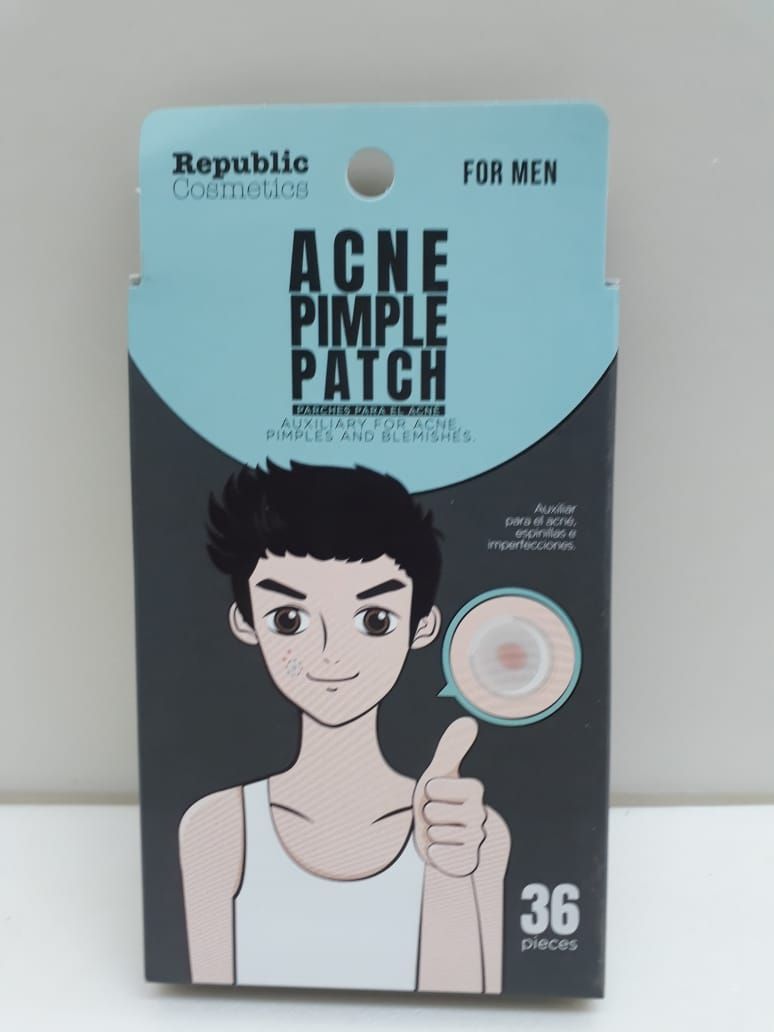 Republic
Cosmetics
FOR MEN
ACNE
PIMPLE
PATCH
PARCHES PARA EL ACNÉ
AUXILIARY FOR ACNE,
PIMPLES AND BLEMISHES.
Auxiliar
para el acné,
espinillas e
imperfecciones.
36
pieces